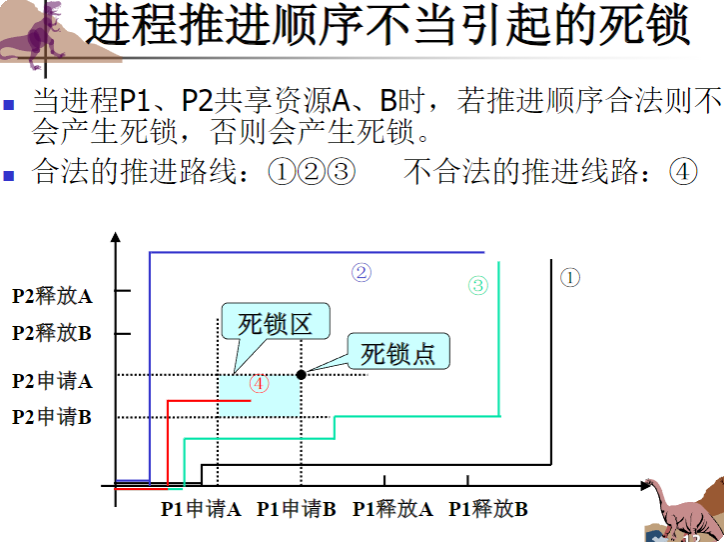 进程推进顺序不当引起的死锁
当进程P1、P2共享资源A、B时，若推进顺序合法则不
会产生死锁，否则会产生死锁。
合法的推进路线：①②③ 不合法的推进线路：④
②
③
①
P2释放A
P2释放B
P2申请A
P2申请B
死锁区
死锁点
④
P1申请A P1申请B P1释放A P1释放B
12